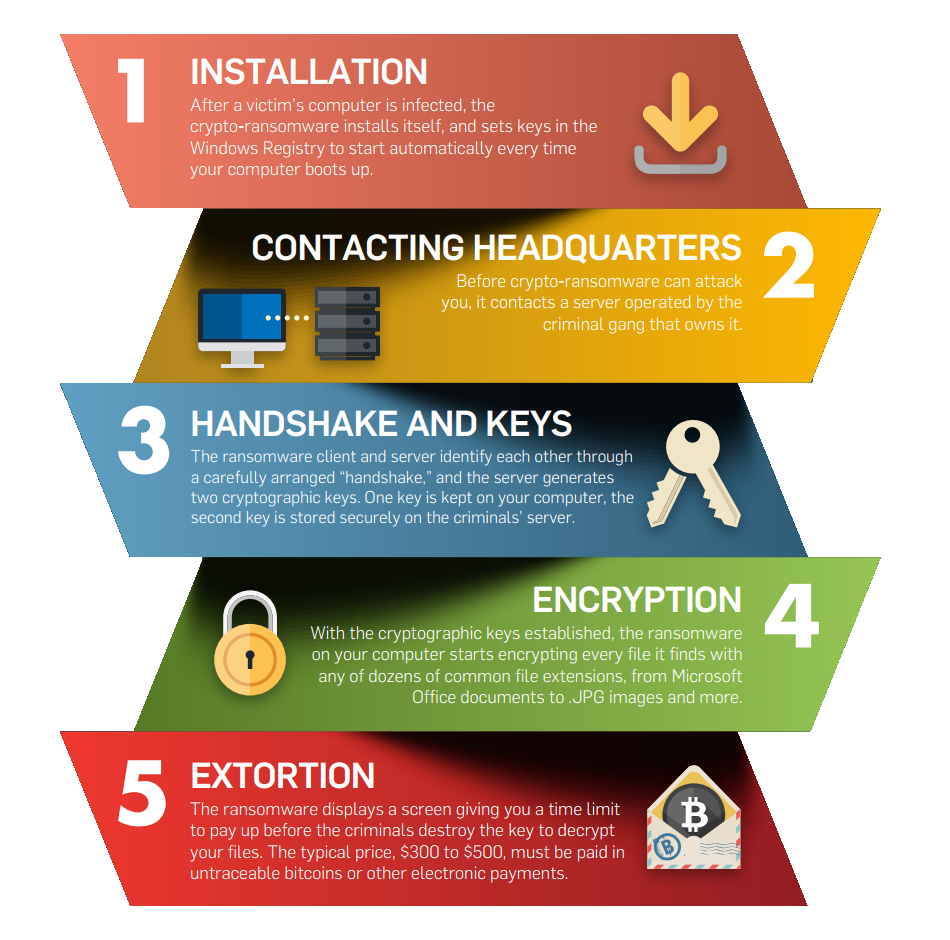 1
INSTALLATION
After a victim's computer is infected, the
crypto-ransomware installs itself, and sets keys in the
Windows Registry to start automatically every time
your computer boots up.
CONTACTING HEADQUARTERS
2
Before crypto-ransomware can attack
you, it contacts a server operated by the
criminal gang that owns it.
3
HANDSHAKE AND KEYS
The ransomware client and server identify each other through
a carefully arranged “handshake,” and the server generates
two cryptographic keys. One key is kept on your computer, the
second key is stored securely on the criminals' server.
ENCRYPTION
4
With the cryptographic keys established, the ransomware
on your computer starts encrypting every file it finds with
any of dozens of common file extensions, from Microsoft
Office documents to .JPG images and more.
5
EXTORTION
The ransomware displays a screen giving you a time limit
to pay up before the criminals destroy the key to decrypt
your files. The typical price, $300 to $500, must be paid in
untraceable bitcoins or other electronic payments.
₿
₿